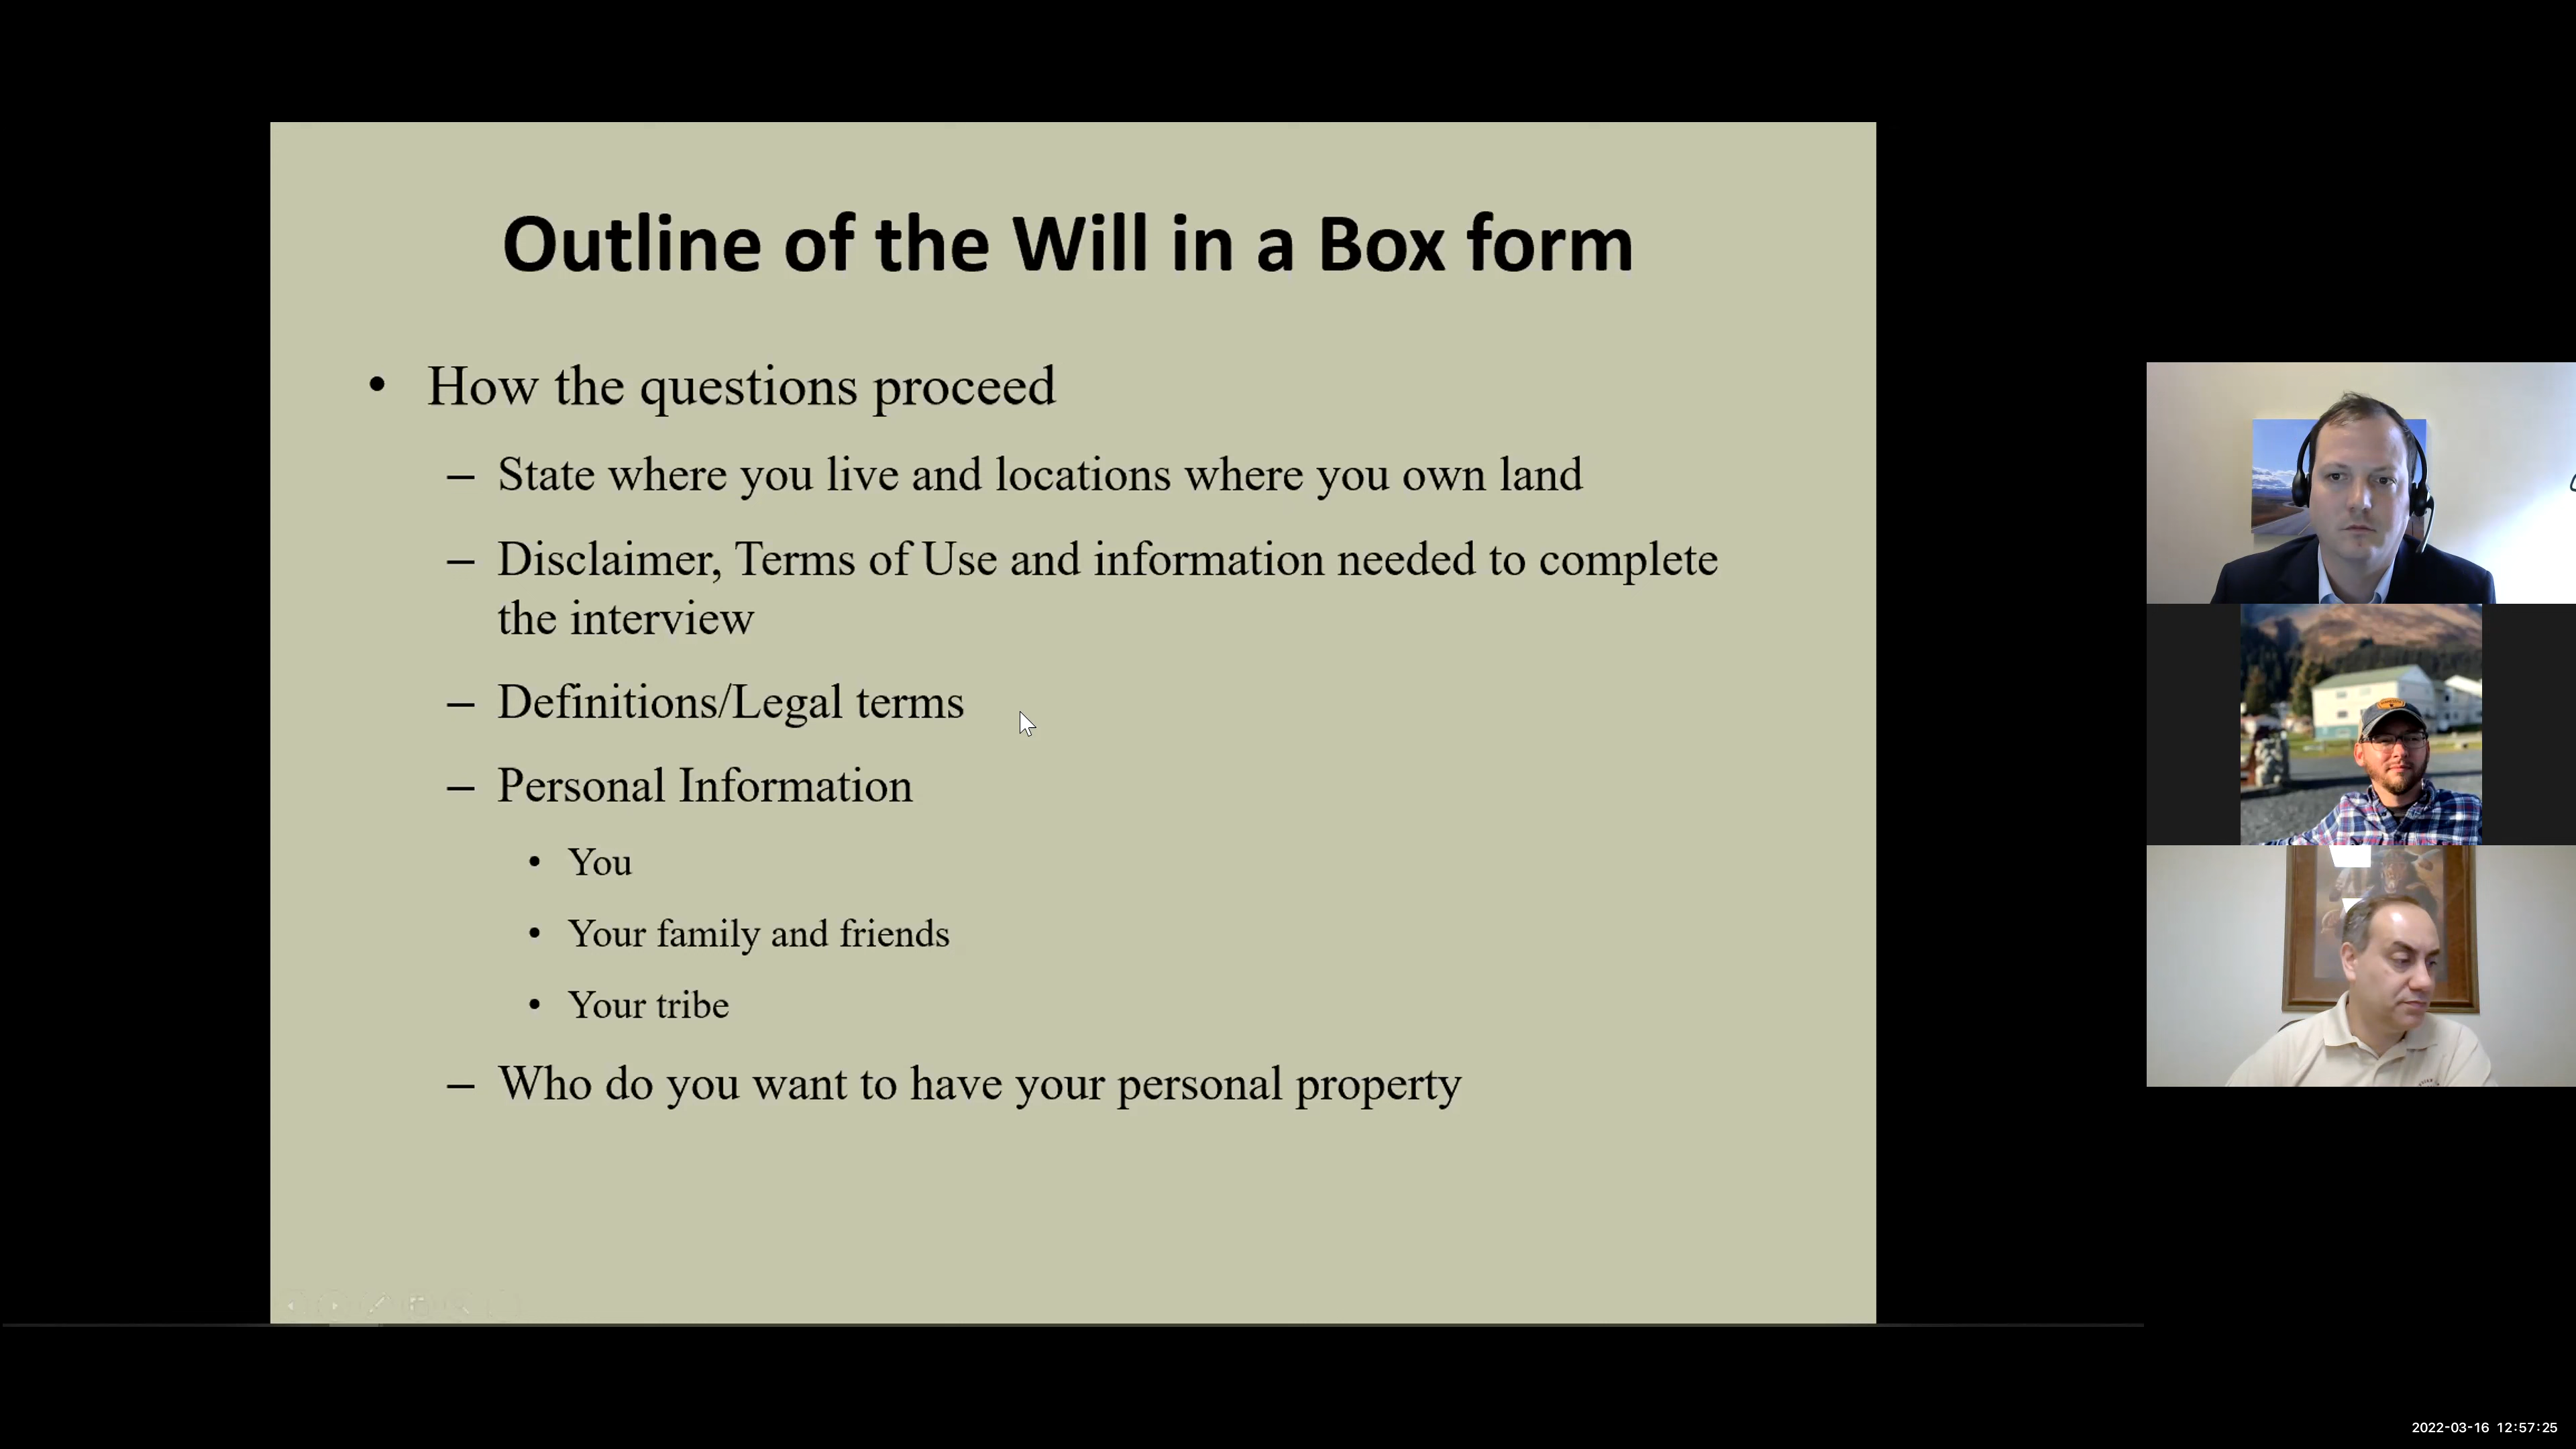 Outline of the Will in a Box form
• How the questions proceed
– State where you live and locations where you own land
– Disclaimer, Terms of Use and information needed to complete
the interview
– Definitions/Legal terms
– Personal Information
• You
• Your family and friends
• Your tribe
– Who do you want to have your personal property
2022-03-16 12:57:25